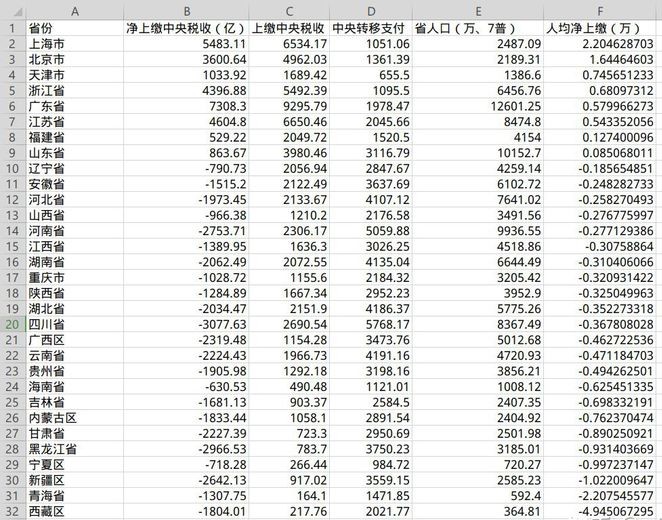 A B C D E F
1 省份 净上缴中央税收（亿） 上缴中央税收 中央转移支付 省人口（万、7普） 人均净上缴（万）
2 上海市 5483.11 6534.17 1051.06 2487.09 2.204628703
3 北京市 3600.64 4962.03 1361.39 2189.31 1.64464603
4 天津市 1033.92 1689.42 655.5 1386.6 0.745651233
5 浙江省 4396.88 5492.39 1095.5 6456.76 0.68097312
6 广东省 7308.3 9295.79 1978.47 12601.25 0.579966273
7 江苏省 4604.8 6650.46 2045.66 8474.8 0.543352056
8 福建省 529.22 2049.72 1520.5 4154 0.127400096
9 山东省 863.67 3980.46 3116.79 10152.7 0.085068011
10 辽宁省 -790.73 2056.94 2847.67 4259.14 -0.185654851
11 安徽省 -1515.2 2122.49 3637.69 6102.72 -0.248282733
12 河北省 -1973.45 2133.67 4107.12 7641.02 -0.258270493
13 山西省 -966.38 1210.2 2176.58 3491.56 -0.276775997
14 河南省 -2753.71 2306.17 5059.88 9936.55 -0.277129386
15 江西省 -1389.95 1636.3 3026.25 4518.86 -0.30758864
16 湖南省 -2062.49 2072.55 4135.04 6644.49 -0.310406066
17 重庆市 -1028.72 1155.6 2184.32 3205.42 -0.320931422
18 陕西省 -1284.89 1667.34 2952.23 3952.9 -0.325049963
19 湖北省 -2034.47 2151.9 4186.37 5775.26 -0.352273318
20 四川省 -3077.63 2690.54 5768.17 8367.49 -0.367808028
21 广西区 -2319.48 1154.28 3473.76 5012.68 -0.462722536
22 云南省 -2224.43 1966.73 4191.16 4720.93 -0.471184703
23 贵州省 -1905.98 1292.18 3198.16 3856.21 -0.494262501
24 海南省 -630.53 490.48 1121.01 1008.12 -0.625451335
25 吉林省 -1681.13 903.37 2584.5 2407.35 -0.698332191
26 内蒙古区 -1833.44 1058.1 2891.54 2404.92 -0.762370474
27 甘肃省 -2227.39 723.3 2950.69 2501.98 -0.890250921
28 黑龙江省 -2966.53 783.7 3750.23 3185.01 -0.931403669
29 宁夏区 -718.28 266.44 984.72 720.27 -0.997237147
30 新疆区 -2642.13 917.02 3559.15 2585.23 -1.022009647
31 青海省 -1307.75 164.1 1471.85 592.4 -2.207545577
32 西藏区 -1804.01 217.76 2021.77 364.81 -4.945067295